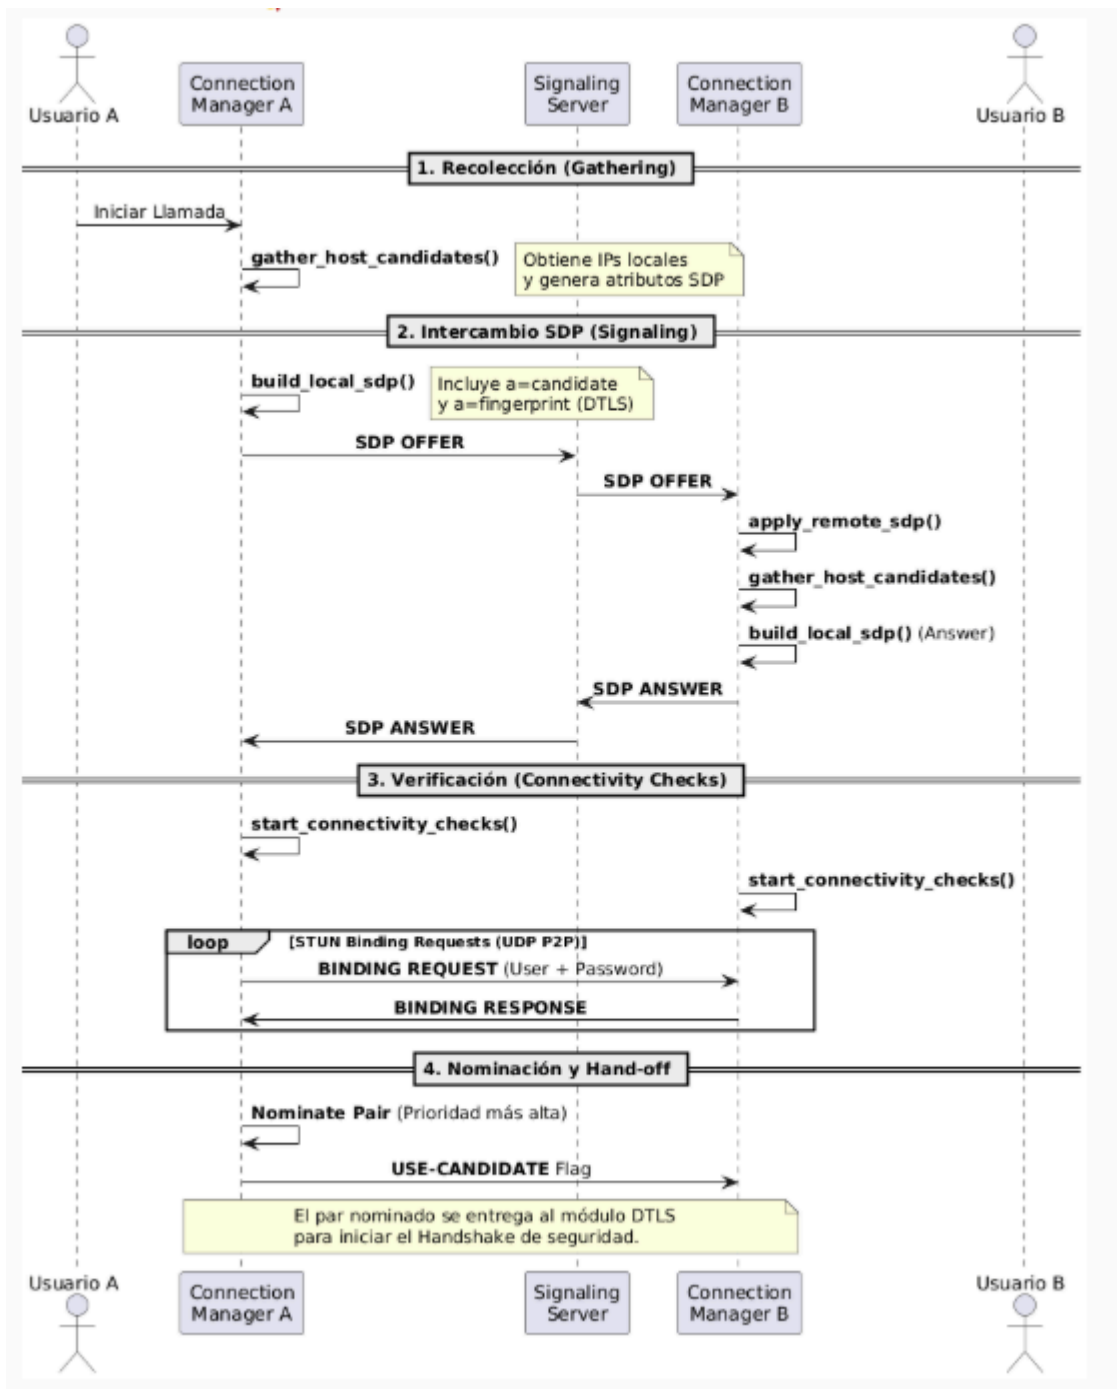 Usuario A
Connection
Manager A
Signaling
Server
Connection
Manager B
Usuario B
1. Recolección (Gathering)
Iniciar Llamada
gather_host_candidates()
Obtiene IPs locales
y genera atributos SDP
2. Intercambio SDP (Signaling)
build_local_sdp()
Incluye a=candidate
y a=fingerprint (DTLS)
SDP OFFER
SDP OFFER
apply_remote_sdp()
gather_host_candidates()
build_local_sdp() (Answer)
SDP ANSWER
SDP ANSWER
3. Verificación (Connectivity Checks)
start_connectivity_checks()
start_connectivity_checks()
loop [STUN Binding Requests (UDP P2P)]
BINDING REQUEST (User + Password)
BINDING RESPONSE
4. Nominación y Hand-off
Nominate Pair (Prioridad más alta)
USE-CANDIDATE Flag
El par nominado se entrega al módulo DTLS
para iniciar el Handshake de seguridad.
Usuario A
Connection
Manager A
Signaling
Server
Connection
Manager B
Usuario B